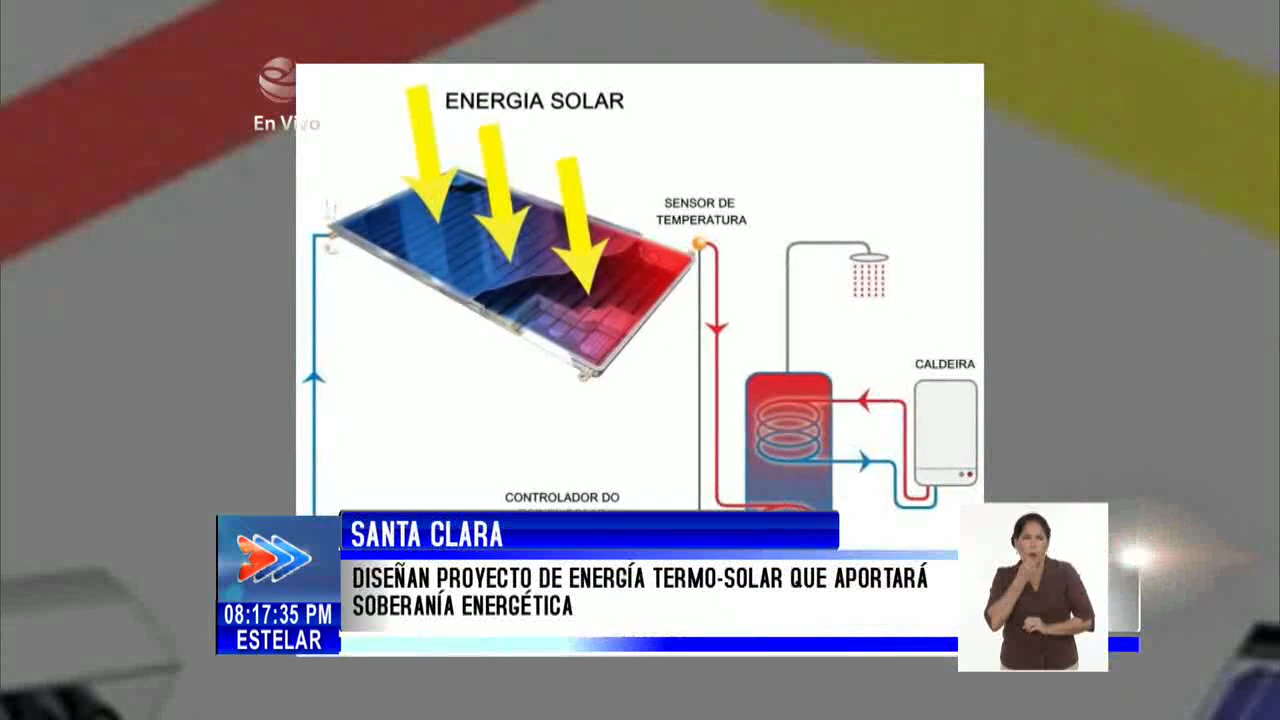 En Vivo
ENERGIA SOLAR
SENSOR DE
TEMPERATURA
CALDEIRA
CONTROLADOR DO
SANTA CLARA
DISEÑAN PROYECTO DE ENERGÍA TERMO-SOLAR QUE APORTARÁ
SOBERANÍA ENERGÉTICA
08:17:35 PM
ESTELAR